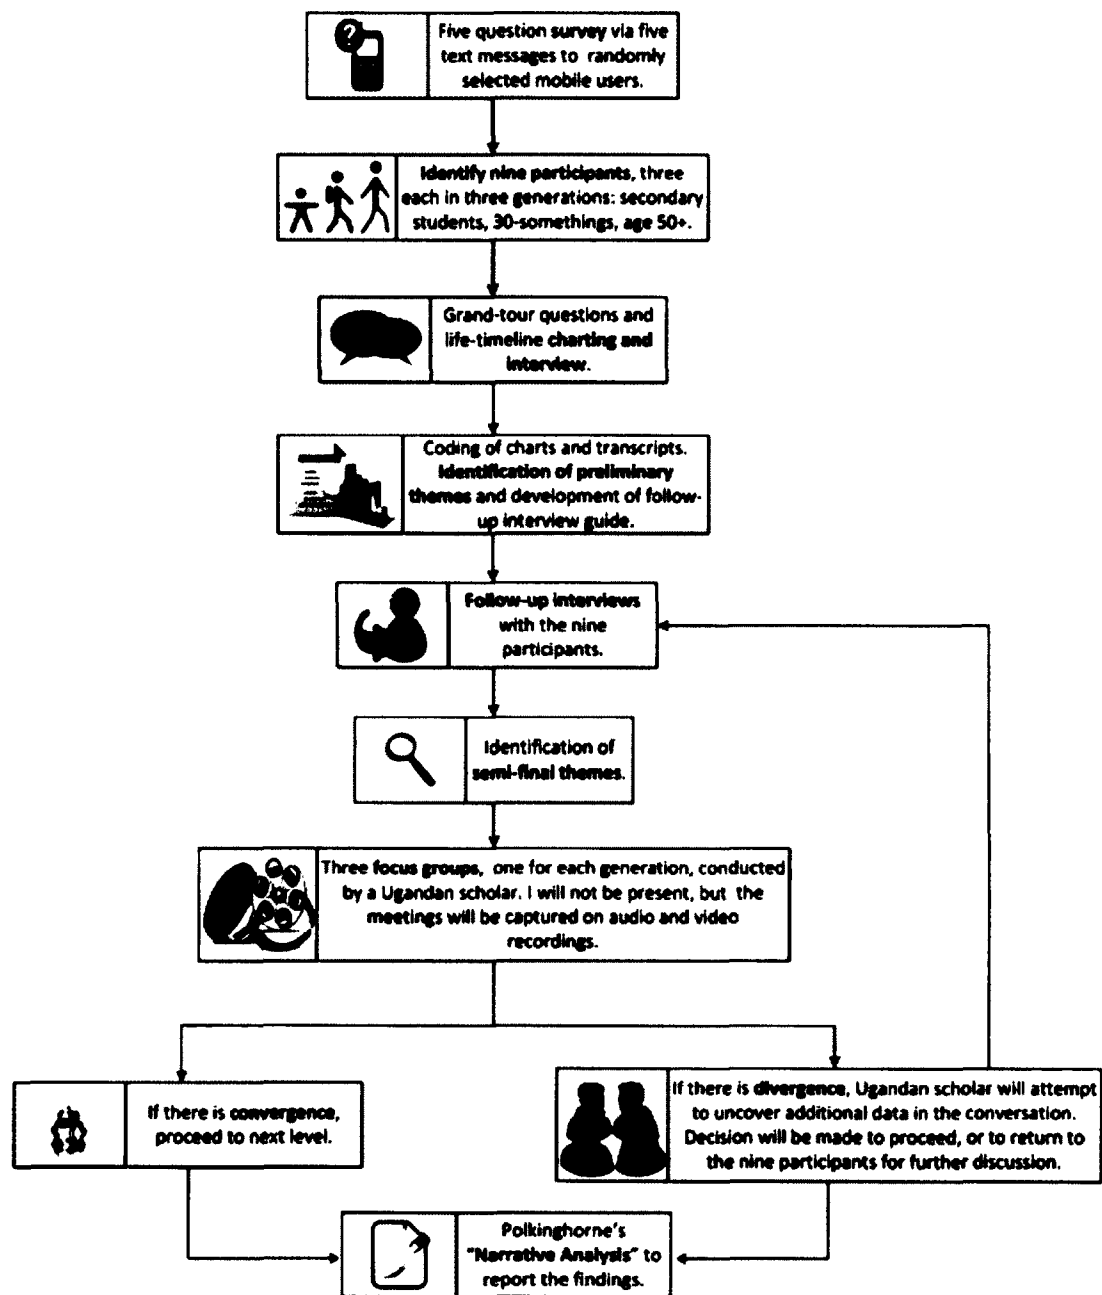 Five question survey via five
text messages to randomly
selected mobile users.
Identify nine participants, three
each in three generations: secondary
students, 30-somethings, age 50+.
Grand-tour questions and
life-timeline charting and
interview.
Coding of charts and transcripts.
Identification of preliminary
themes and development of follow-
up interview guide.
Follow-up interviews
with the nine
participants.
Identification of
semi-final themes.
Three focus groups, one for each generation, conducted
by a Ugandan scholar. I will not be present, but the
meetings will be captured on audio and video
recordings.
If there is convergence,
proceed to next level.
If there is divergence, Ugandan scholar will attempt
to uncover additional data in the conversation.
Decision will be made to proceed, or to return to
the nine participants for further discussion.
Polkinghorne's
"Narrative Analysis" to
report the findings.